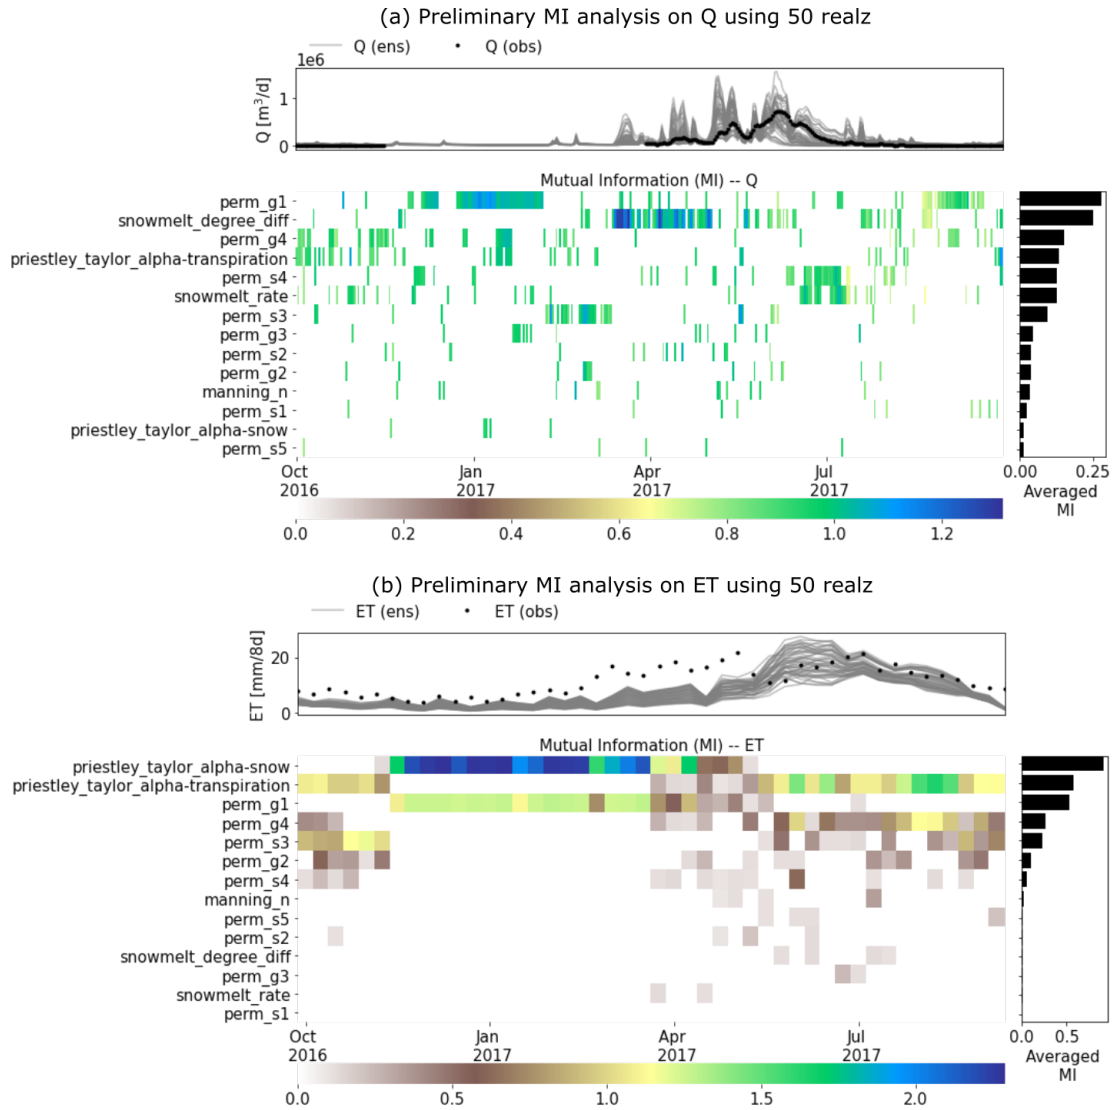 (a) Preliminary MI analysis on Q using 50 realz
Q (ens)
Q (obs)
1e6
Q [m³/d]
1
0
Mutual Information (MI) -- Q
perm_g1
snowmelt_degree_diff
perm_g4
priestley_taylor_alpha-transpiration
perm_s4
snowmelt_rate
perm_s3
perm_g3
perm_s2
perm_g2
manning_n
perm_s1
priestley_taylor_alpha-snow
perm_s5
Oct
2016
Jan
2017
Apr
2017
Jul
2017
0.00 0.25
Averaged
MI
0.0 0.2 0.4 0.6 0.8 1.0 1.2
(b) Preliminary MI analysis on ET using 50 realz
ET (ens)
ET (obs)
ET [mm/8d]
20
0
Mutual Information (MI) -- ET
priestley_taylor_alpha-snow
priestley_taylor_alpha-transpiration
perm_g1
perm_g4
perm_s3
perm_g2
perm_s4
manning_n
perm_s5
perm_s2
snowmelt_degree_diff
perm_g3
snowmelt_rate
perm_s1
Oct
2016
Jan
2017
Apr
2017
Jul
2017
0.0 0.5
Averaged
MI
0.0 0.5 1.0 1.5 2.0